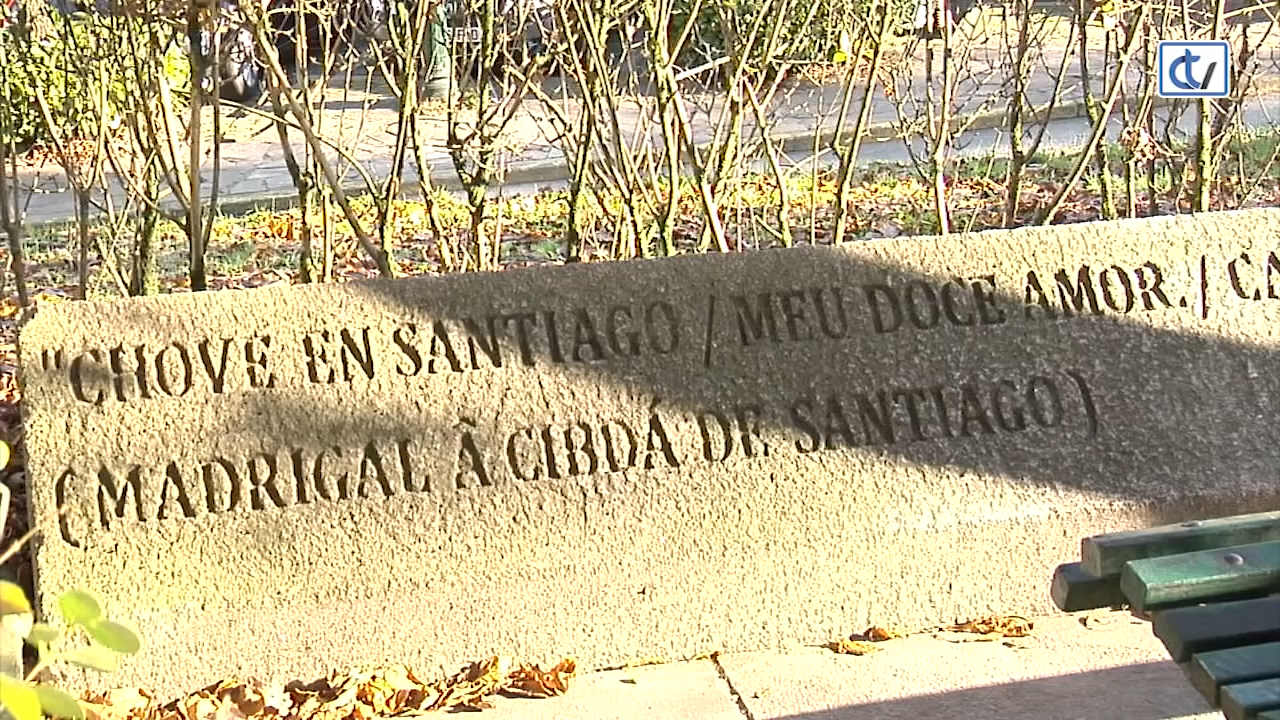 "CHOVE EN SANTIAGO / MEU DOCE AMOR. / CA
(MADRIGAL Â CIBDÁ DE SANTIAGO)